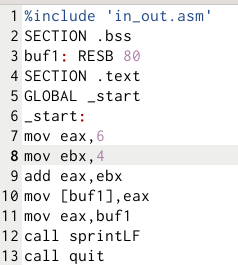 1 %include 'in_out.asm'
2 SECTION .bss
3 buf1: RESB 80
4 SECTION .text
5 GLOBAL _start
6 _start:
7 mov eax,6
8 mov ebx,4
9 add eax,ebx
10 mov [buf1],eax
11 mov eax,buf1
12 call sprintLF
13 call quit